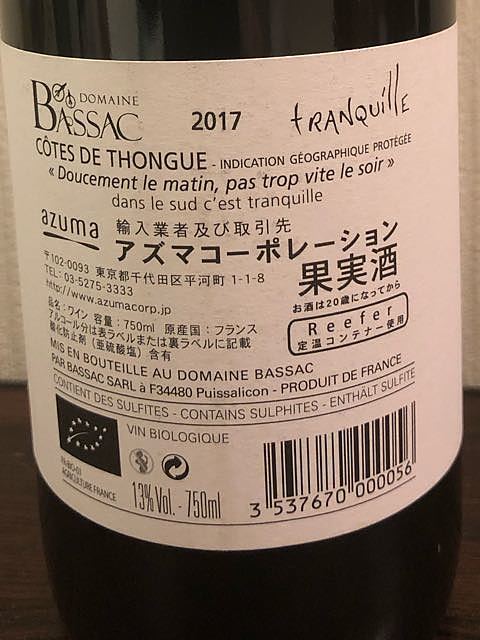 DOMAINE
BASSAC
2017
tRANQUillE
CÔTES DE THONGUE - INDICATION GÉOGRAPHIQUE PROTÉGÉE
« Doucement le matin, pas trop vite le soir »
dans le sud c'est tranquille
azuma 輸入業者及び取引先
アズマコーポレーション
〒102-0093 東京都千代田区平河町 1-1-8
TEL: 03-5275-3333
http://www.azumacorp.jp
果実酒
お酒は20歳になってから
品名:ワイン 容量:750ml 原産国:フランス
アルコール分は表ラベルまたは裏ラベルに記載
酸化防止剤(亜硫酸塩)含有
Reefer
定温コンテナー使用
MIS EN BOUTEILLE AU DOMAINE BASSAC
PAR BASSAC SARL à F34480 Puissalicon - PRODUIT DE FRANCE
CONTIENT DES SULFITES - CONTAINS SULPHITES - ENTHÄLT SULFITE
VIN BIOLOGIQUE
FR-BIO-01
AGRICULTURE FRANCE
13% Vol. - 750ml
3 537670 000056